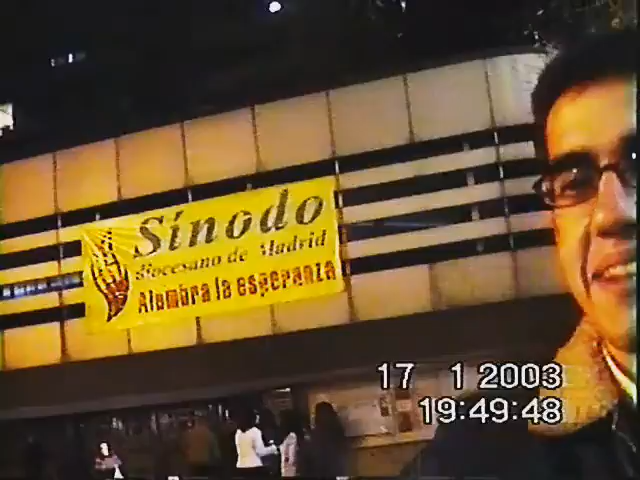 Sínodo
diocesano de Madrid
Alumbra la esperanza
17 1 2003
19:49:48